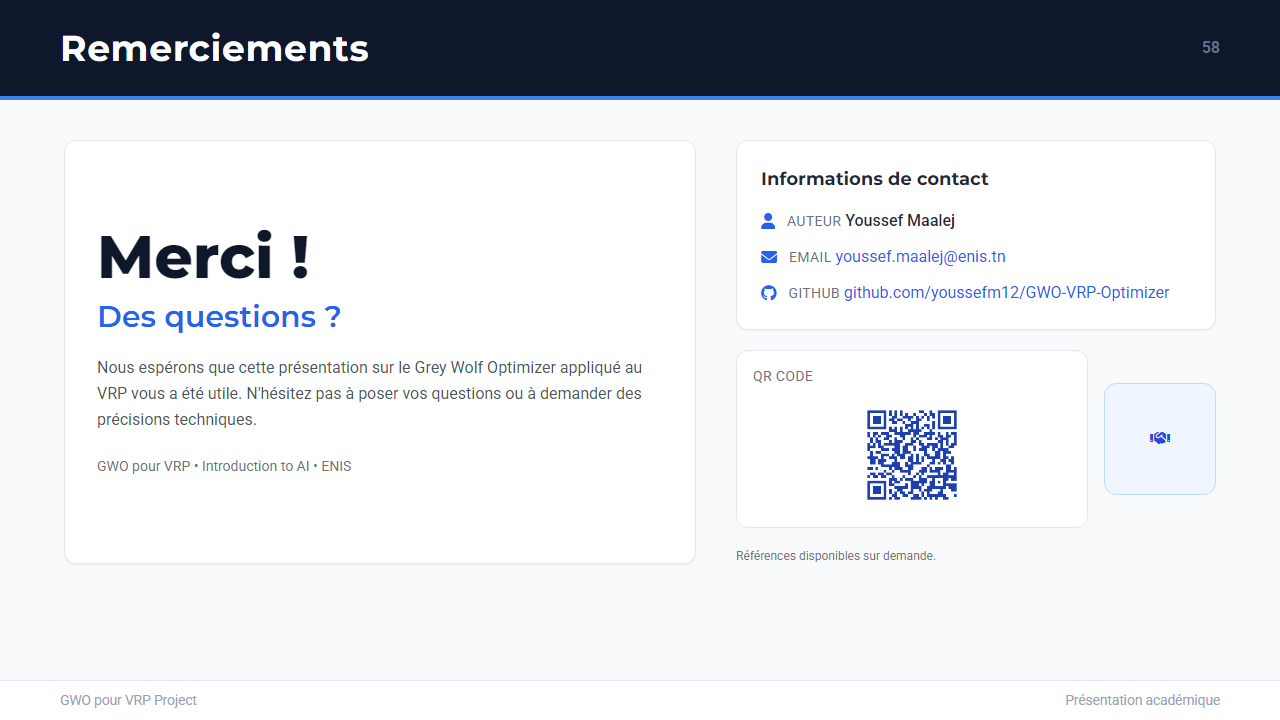 Remerciements
58
Merci !
Des questions ?
Nous espérons que cette présentation sur le Grey Wolf Optimizer appliqué au
VRP vous a été utile. N'hésitez pas à poser vos questions ou à demander des
précisions techniques.
GWO pour VRP • Introduction to AI • ENIS
Informations de contact
AUTEUR Youssef Maalej
EMAIL youssef.maalej@enis.tn
GITHUB github.com/youssefm12/GWO-VRP-Optimizer
QR CODE
Références disponibles sur demande.
GWO pour VRP Project
Présentation académique